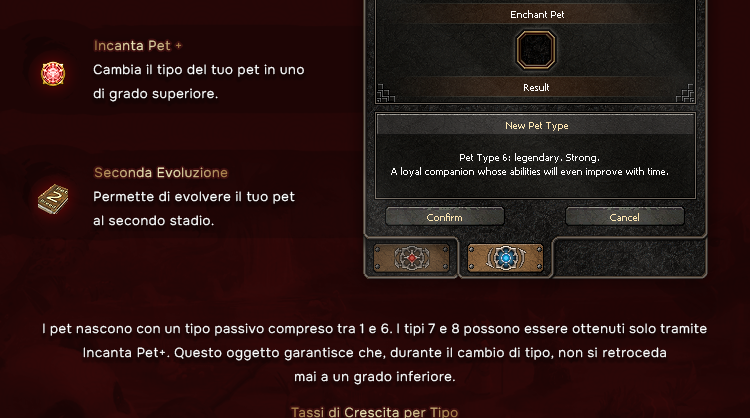 Incanta Pet +
Cambia il tipo del tuo pet in uno
di grado superiore.
Seconda Evoluzione
Permette di evolvere il tuo pet
al secondo stadio.
Enchant Pet
Result
New Pet Type
Pet Type 6: legendary. Strong.
A loyal companion whose abilities will even improve with time.
Confirm
Cancel
I pet nascono con un tipo passivo compreso tra 1 e 6. I tipi 7 e 8 possono essere ottenuti solo tramite
Incanta Pet+. Questo oggetto garantisce che, durante il cambio di tipo, non si retroceda
mai a un grado inferiore.
Tassi di Crescita per Tipo